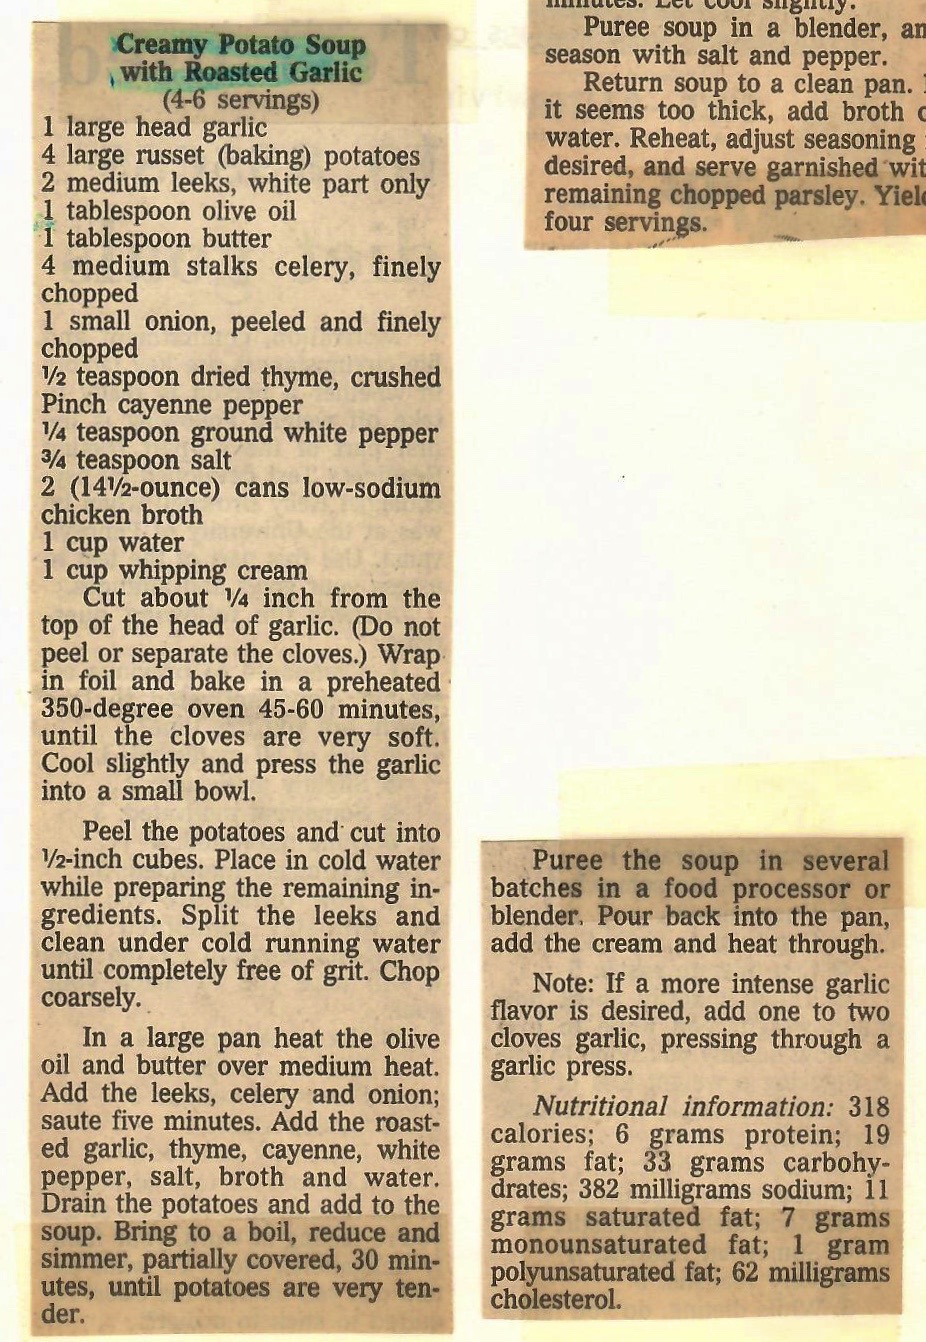 Creamy Potato Soup
with Roasted Garlic
(4-6 servings)
1 large head garlic
4 large russet (baking) potatoes
2 medium leeks, white part only
1 tablespoon olive oil
1 tablespoon butter
4 medium stalks celery, finely
chopped
1 small onion, peeled and finely
chopped
½ teaspoon dried thyme, crushed
Pinch cayenne pepper
¼ teaspoon ground white pepper
¾ teaspoon salt
2 (14½-ounce) cans low-sodium
chicken broth
1 cup water
1 cup whipping cream
Cut about ¼ inch from the
top of the head of garlic. (Do not
peel or separate the cloves.) Wrap
in foil and bake in a preheated
350-degree oven 45-60 minutes,
until the cloves are very soft.
Cool slightly and press the garlic
into a small bowl.
Peel the potatoes and cut into
½-inch cubes. Place in cold water
while preparing the remaining in-
gredients. Split the leeks and
clean under cold running water
until completely free of grit. Chop
coarsely.
In a large pan heat the olive
oil and butter over medium heat.
Add the leeks, celery and onion;
saute five minutes. Add the roast-
ed garlic, thyme, cayenne, white
pepper, salt, broth and water.
Drain the potatoes and add to the
soup. Bring to a boil, reduce and
simmer, partially covered, 30 min-
utes, until potatoes are very ten-
der.
minutes. Let cool slightly.
Puree soup in a blender, an
season with salt and pepper.
Return soup to a clean pan.
it seems too thick, add broth
water. Reheat, adjust seasoning
desired, and serve garnished wit
remaining chopped parsley. Yiel
four servings.
Puree the soup in several
batches in a food processor or
blender. Pour back into the pan,
add the cream and heat through.
Note: If a more intense garlic
flavor is desired, add one to two
cloves garlic, pressing through a
garlic press.
Nutritional information: 318
calories; 6 grams protein; 19
grams fat; 33 grams carbohy-
drates; 382 milligrams sodium; 11
grams saturated fat; 7 grams
monounsaturated fat; 1 gram
polyunsaturated fat; 62 milligrams
cholesterol.